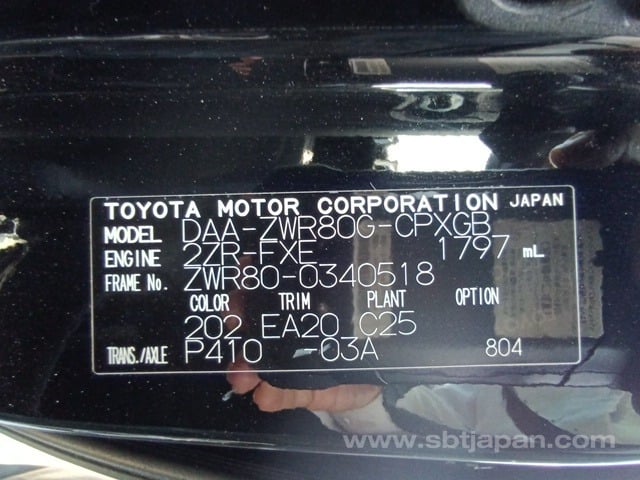 TOYOTA MOTOR CORPORATION JAPAN
MODEL DAA-ZWR80G-CPXGB
ENGINE 2ZR-FXE 1797 mL
FRAME No. ZWR80-0340518
COLOR TRIM PLANT OPTION
202 EA20 C25
TRANS./AXLE P410 -03A 804
www.sbtjapan.com